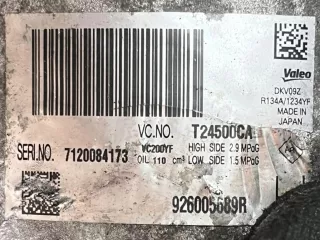 Valeo
DKV09Z
R134A/1234YF
MADE IN
JAPAN
VC.NO. T24500CA
VC200YF HIGH SIDE 2.9 MPaG
SERI.NO. 7120084173 OIL 110 cm³ LOW SIDE 1.5 MPaG
926005689R